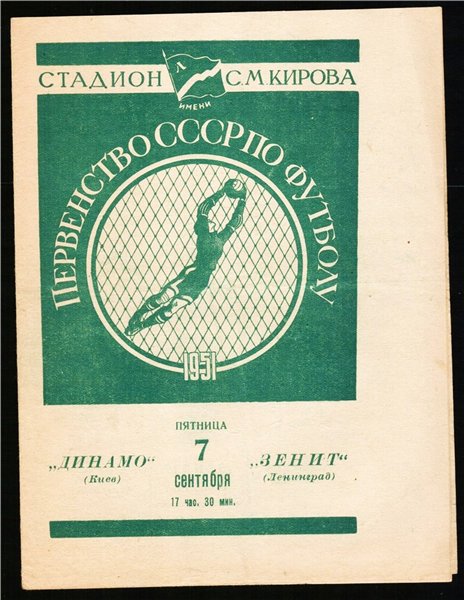 Л
СТАДИОН ИМЕНИ С.М.КИРОВА
ПЕРВЕНСТВО СССР ПО ФУТБОЛУ
1951
ПЯТНИЦА
7
сентября
17 час. 30 мин.
„ДИНАМО“
(Киев)
„ЗЕНИТ“
(Ленинград)